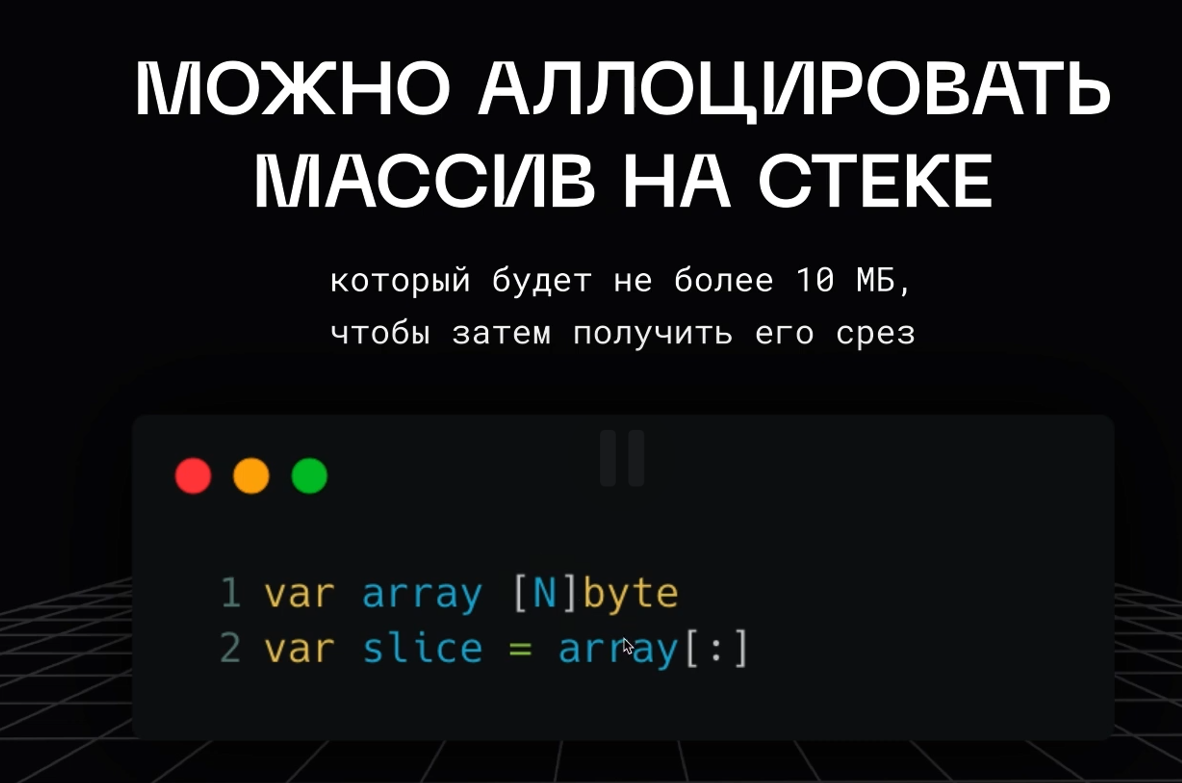 МОЖНО АЛЛОЦИРОВАТЬ
МАССИВ НА СТЕКЕ
который будет не более 10 МБ,
чтобы затем получить его срез
1 var array [N]byte
2 var slice = array[:]